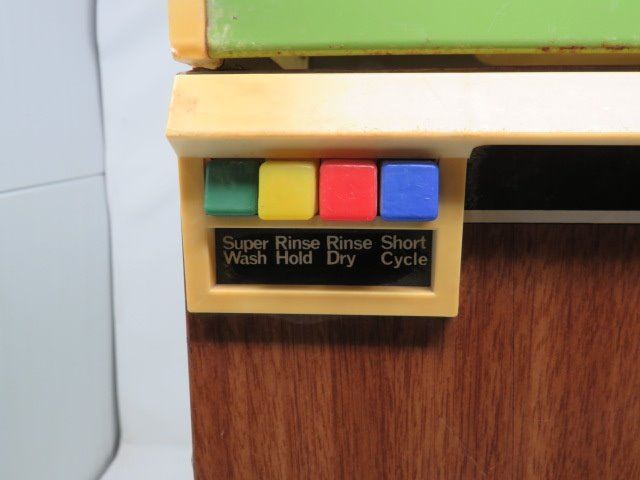 Super Rinse Rinse Short
Wash Hold Dry Cycle